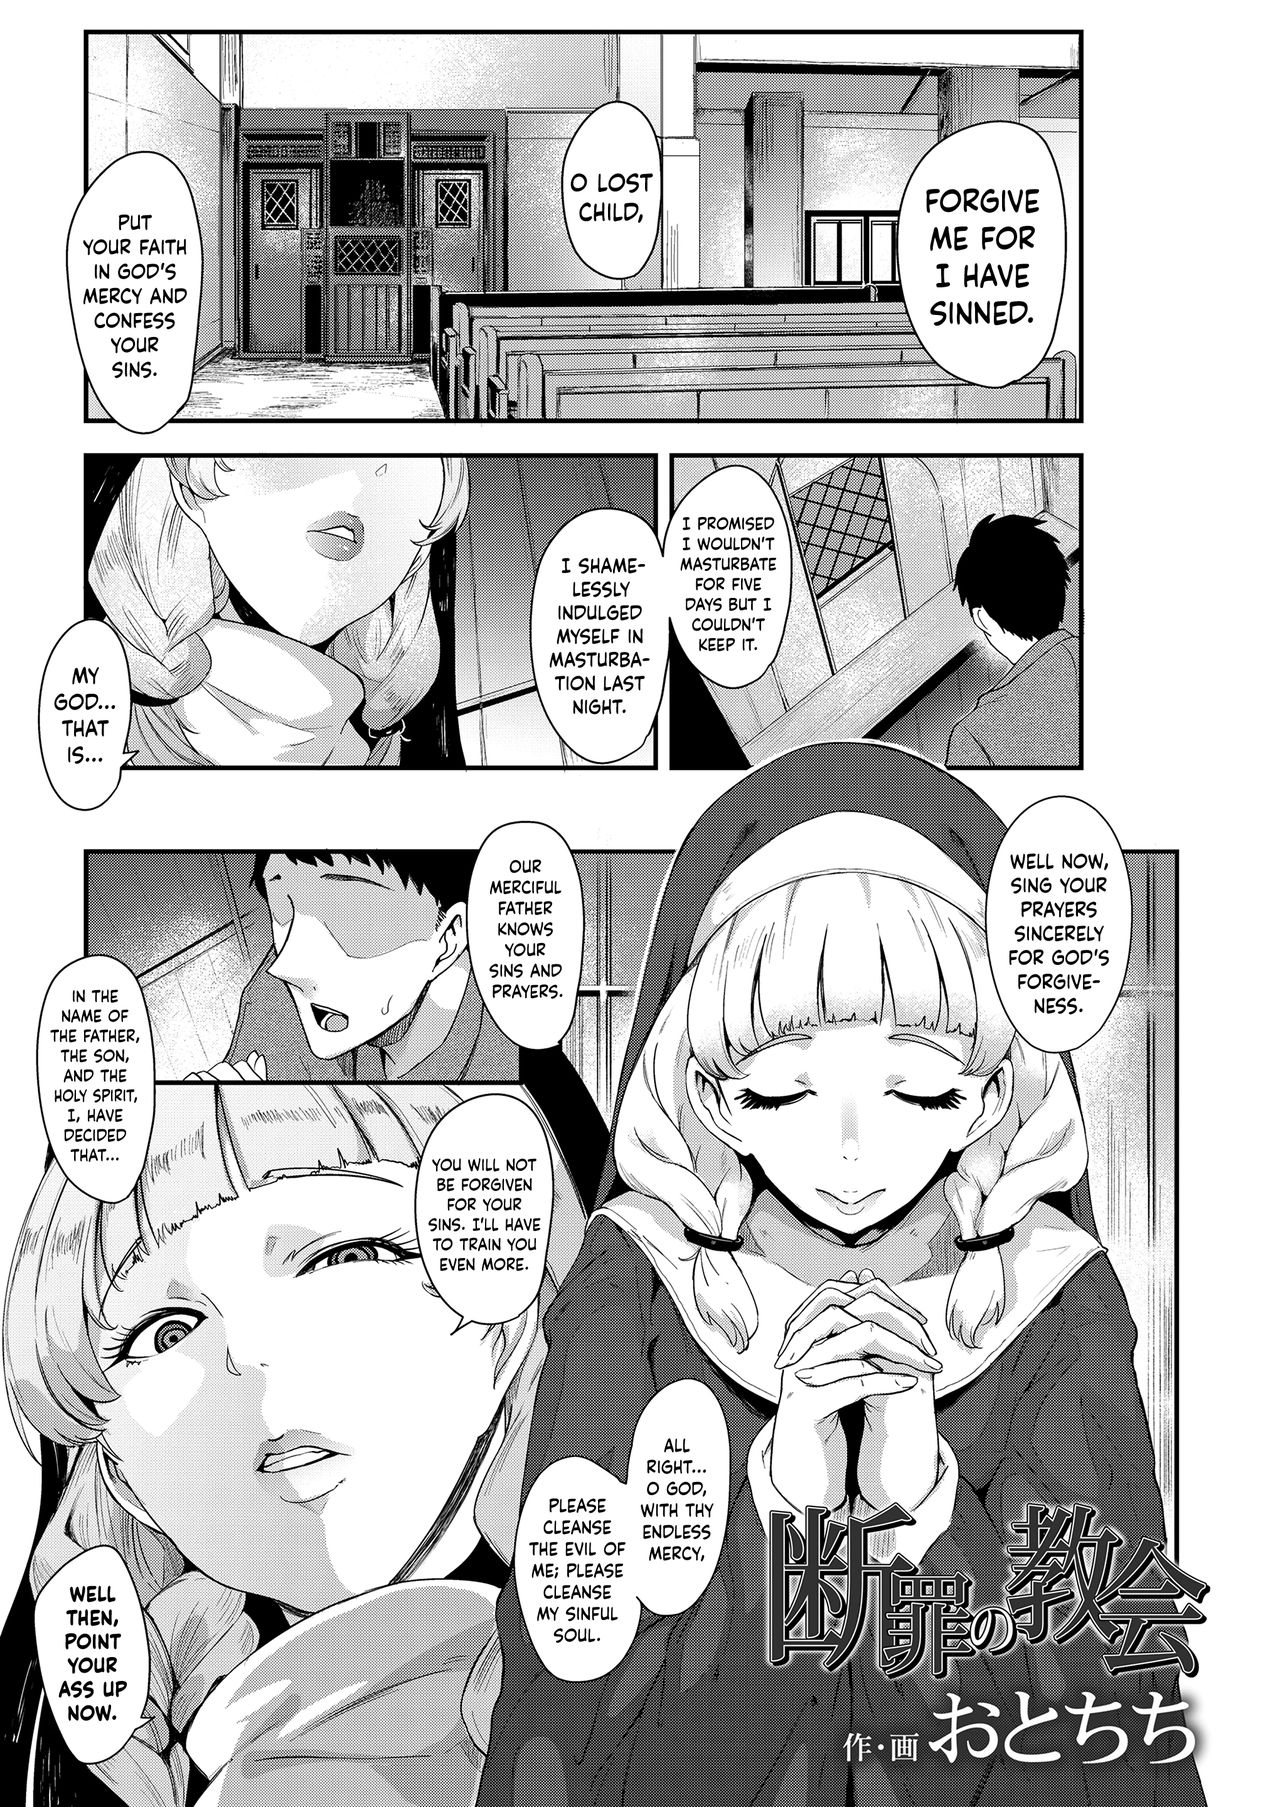 FORGIVE
ME FOR
I HAVE
SINNED.
O LOST
CHILD,
PUT
YOUR FAITH
IN GOD'S
MERCY AND
CONFESS
YOUR
SINS.
I PROMISED
I WOULDN'T
MASTURBATE
FOR FIVE
DAYS BUT I
COULDN'T
KEEP IT.
I SHAME-
LESSLY
INDULGED
MYSELF IN
MASTURBA-
TION LAST
NIGHT.
MY
GOD...
THAT
IS...
WELL NOW,
SING YOUR
PRAYERS
SINCERELY
FOR GOD'S
FORGIVE-
NESS.
ALL
RIGHT...
O GOD,
WITH THY
ENDLESS
MERCY,
PLEASE
CLEANSE
THE EVIL OF
ME; PLEASE
CLEANSE
MY SINFUL
SOUL.
OUR
MERCIFUL
FATHER
KNOWS
YOUR
SINS AND
PRAYERS.
IN THE
NAME OF
THE FATHER,
THE SON,
AND THE
HOLY SPIRIT,
I, HAVE
DECIDED
THAT...
YOU WILL NOT
BE FORGIVEN
FOR YOUR
SINS. I'LL HAVE
TO TRAIN YOU
EVEN MORE.
WELL
THEN,
POINT
YOUR
ASS UP
NOW.
断罪の教会
作・画 おとちち